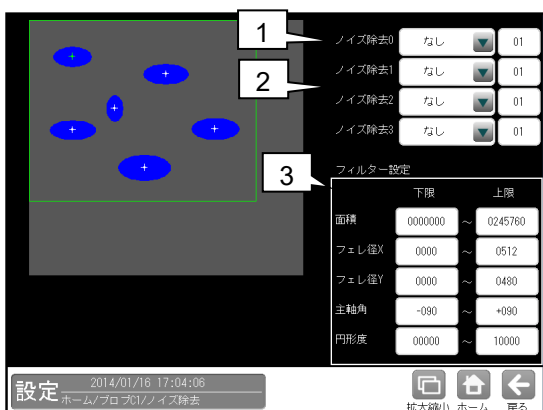 1
ノイズ除去0 なし 01
2
ノイズ除去1 なし 01
ノイズ除去2 なし 01
ノイズ除去3 なし 01
3
フィルター設定
下限 上限
面積 0000000 ～ 0245760
フェレ径X 0000 ～ 0512
フェレ径Y 0000 ～ 0480
主軸角 -090 ～ +090
円形度 00000 ～ 10000
設定 2014/01/16 17:04:06
ホーム/ブロブC1/ノイズ除去
拡大縮小 ホーム 戻る